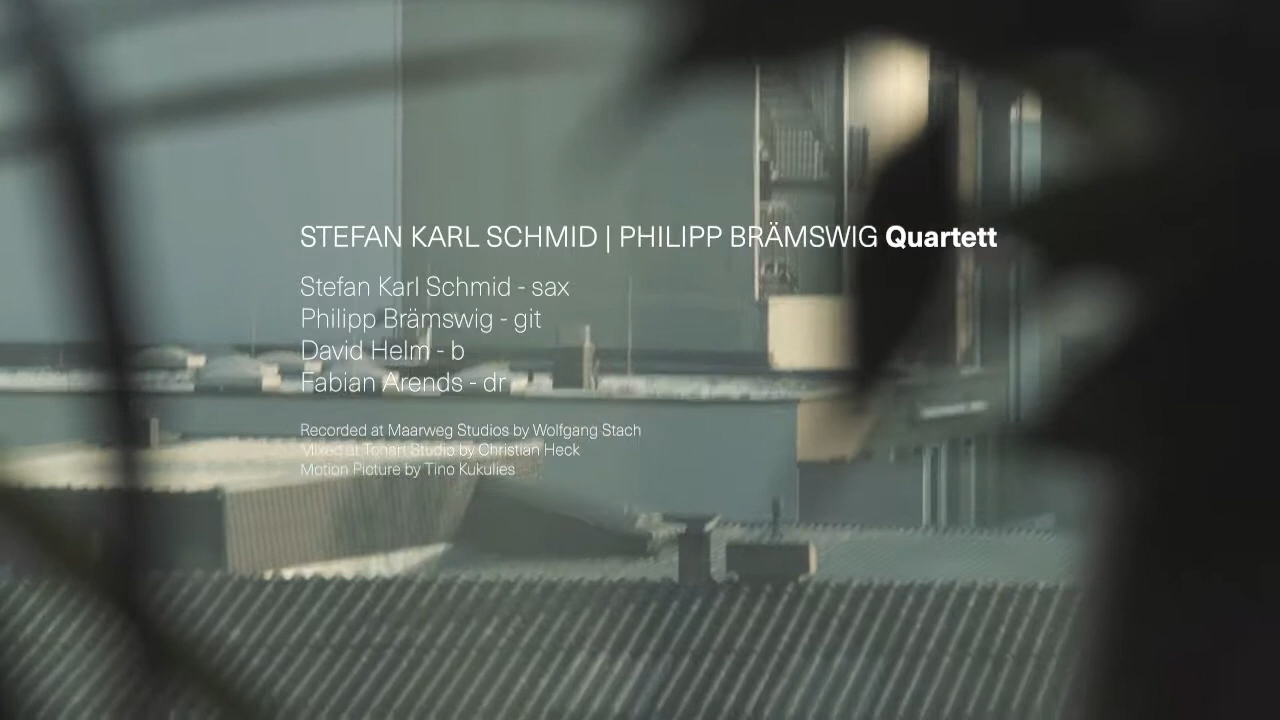 STEFAN KARL SCHMID | PHILIPP BRÄMSWIG Quartett
Stefan Karl Schmid - sax
Philipp Brämswig - git
David Helm - b
Fabian Arends - dr
Recorded at Maarweg Studios by Wolfgang Stach
Mixed at Tonart Studio by Christian Heck
Motion Picture by Tino Kukulies